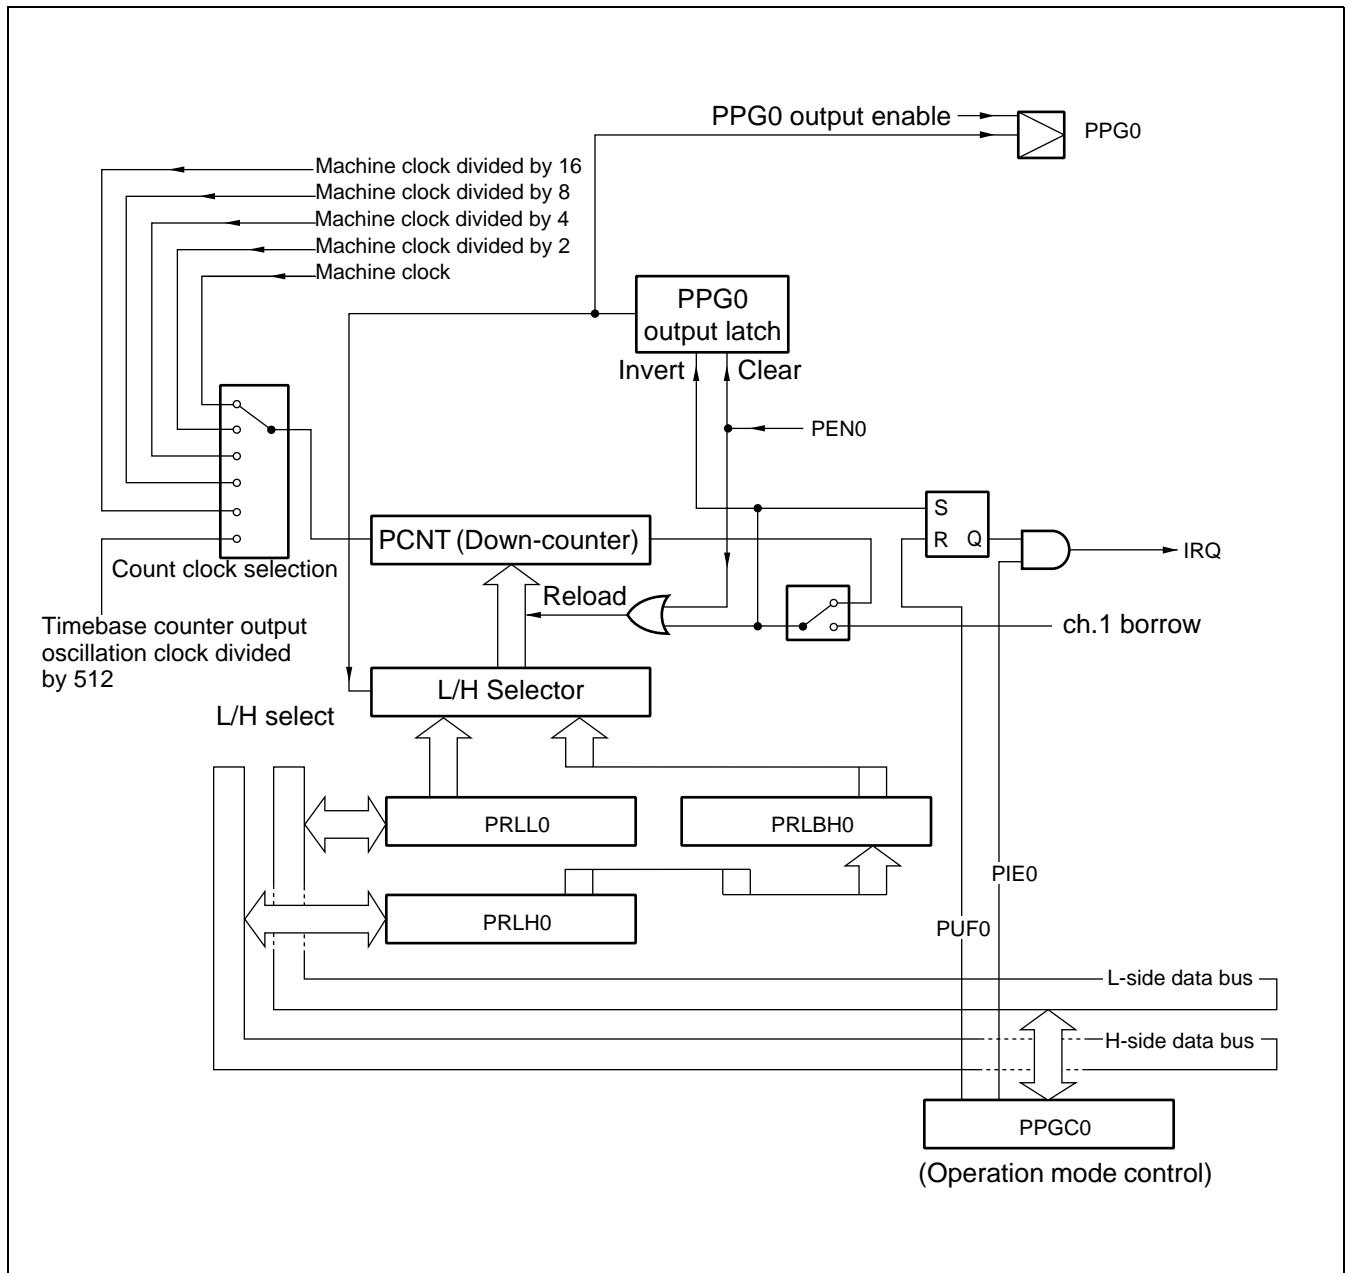 PPG0 output enable
PPG0
Machine clock divided by 16
Machine clock divided by 8
Machine clock divided by 4
Machine clock divided by 2
Machine clock
PPG0
output latch
Invert
Clear
PEN0
S
R
Q
IRQ
PCNT (Down-counter)
Count clock selection
Reload
ch.1 borrow
Timebase counter output
oscillation clock divided
by 512
L/H Selector
L/H select
PRLL0
PRLBH0
PIE0
PRLH0
PUF0
L-side data bus
H-side data bus
PPGC0
(Operation mode control)